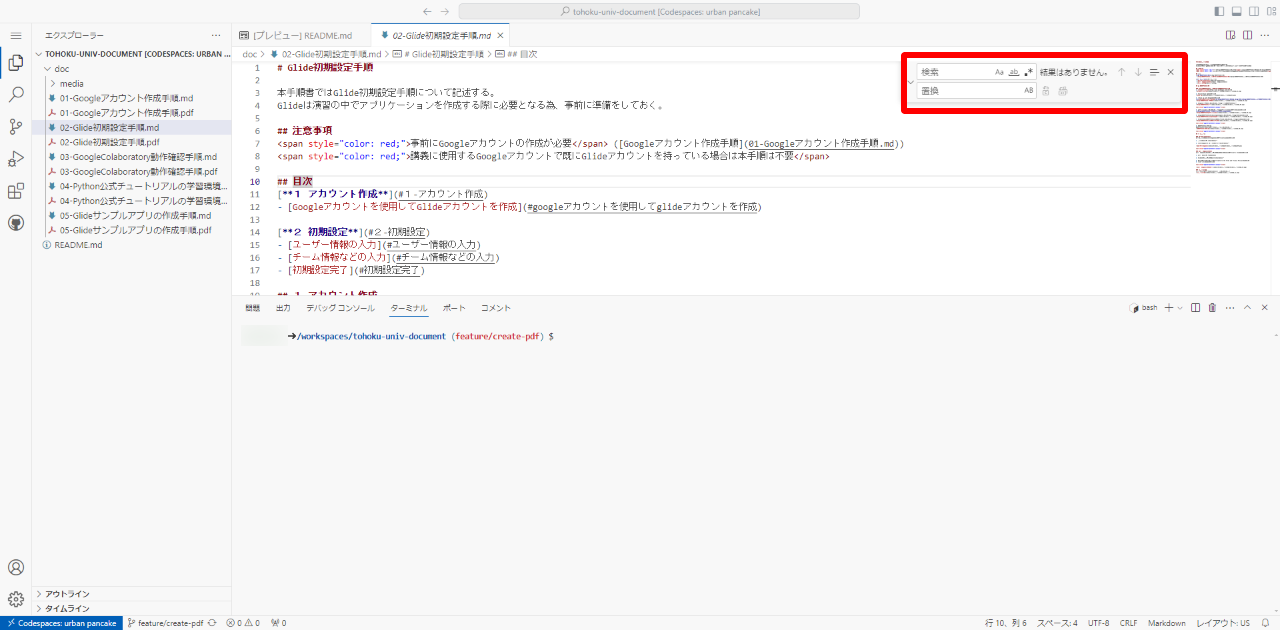 tohoku-univ-document [Codespaces: urban pancake]
エクスプローラー
[プレビュー] README.md
02-Glide初期設定手順.md
TOHOKU-UNIV-DOCUMENT [CODESPACES: URBAN ...
doc
media
01-Googleアカウント作成手順.md
01-Googleアカウント作成手順.pdf
02-Glide初期設定手順.md
02-Glide初期設定手順.pdf
03-GoogleColaboratory動作確認手順.md
03-GoogleColaboratory動作確認手順.pdf
04-Python公式チュートリアルの学習環境...
04-Python公式チュートリアルの学習環境...
05-Glideサンプルアプリの作成手順.md
05-Glideサンプルアプリの作成手順.pdf
README.md
doc > 02-Glide初期設定手順.md > # Glide初期設定手順 > ## 目次
1 # Glide初期設定手順
2
3 本手順書ではGlide初期設定手順について記述する。
4 Glideは演習の中でアプリケーションを作成する際に必要となる為、事前に準備をしておく。
5
6 ## 注意事項
7 <span style="color: red;">事前にGoogleアカウントの作成が必要</span> ([Googleアカウント作成手順](01-Googleアカウント作成手順.md))
8 <span style="color: red;">講義に使用するGoogleアカウントで既にGlideアカウントを持っている場合は本手順は不要</span>
9
10 ## 目次
11 [**１ アカウント作成**](#１-アカウント作成)
12 - [Googleアカウントを使用してGlideアカウントを作成](#googleアカウントを使用してglideアカウントを作成)
13
14 [**２ 初期設定**](#２-初期設定)
15 - [ユーザー情報の入力](#ユーザー情報の入力)
16 - [チーム情報などの入力](#チーム情報などの入力)
17 - [初期設定完了](#初期設定完了)
18
19 ## １ アカウント作成
検索 Aa ab .* 結果はありません。
置換 AB
問題 出力 デバッグ コンソール ターミナル ポート コメント
bash
➜/workspaces/tohoku-univ-document (feature/create-pdf) $
アウトライン
タイムライン
Codespaces: urban pancake feature/create-pdf 0 0 0
行 10、列 6 スペース: 4 UTF-8 CRLF Markdown レイアウト: US